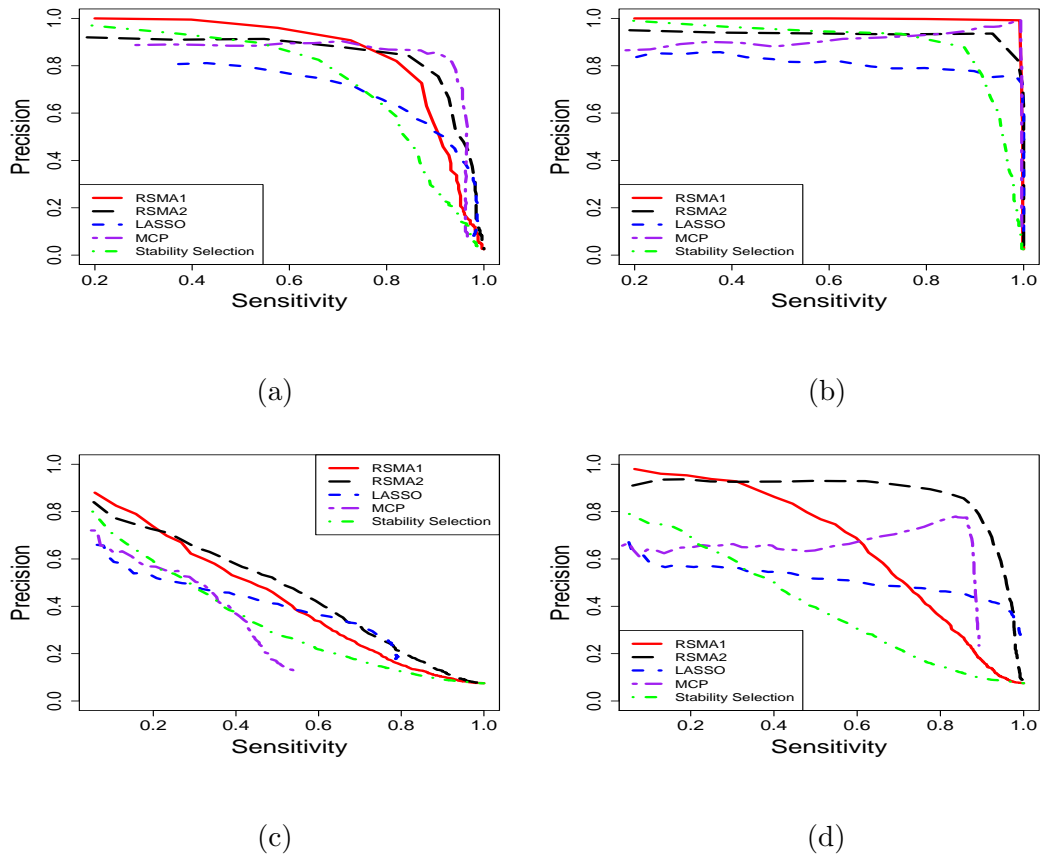 Precision
0.0 0.2 0.4 0.6 0.8 1.0
RSMA1
RSMA2
LASSO
MCP
Stability Selection
0.2 0.4 0.6 0.8 1.0
Sensitivity
(a)
Precision
0.0 0.2 0.4 0.6 0.8 1.0
RSMA1
RSMA2
LASSO
MCP
Stability Selection
0.2 0.4 0.6 0.8 1.0
Sensitivity
(b)
Precision
0.0 0.2 0.4 0.6 0.8 1.0
RSMA1
RSMA2
LASSO
MCP
Stability Selection
0.2 0.4 0.6 0.8 1.0
Sensitivity
(c)
Precision
0.0 0.2 0.4 0.6 0.8 1.0
RSMA1
RSMA2
LASSO
MCP
Stability Selection
0.2 0.4 0.6 0.8 1.0
Sensitivity
(d)